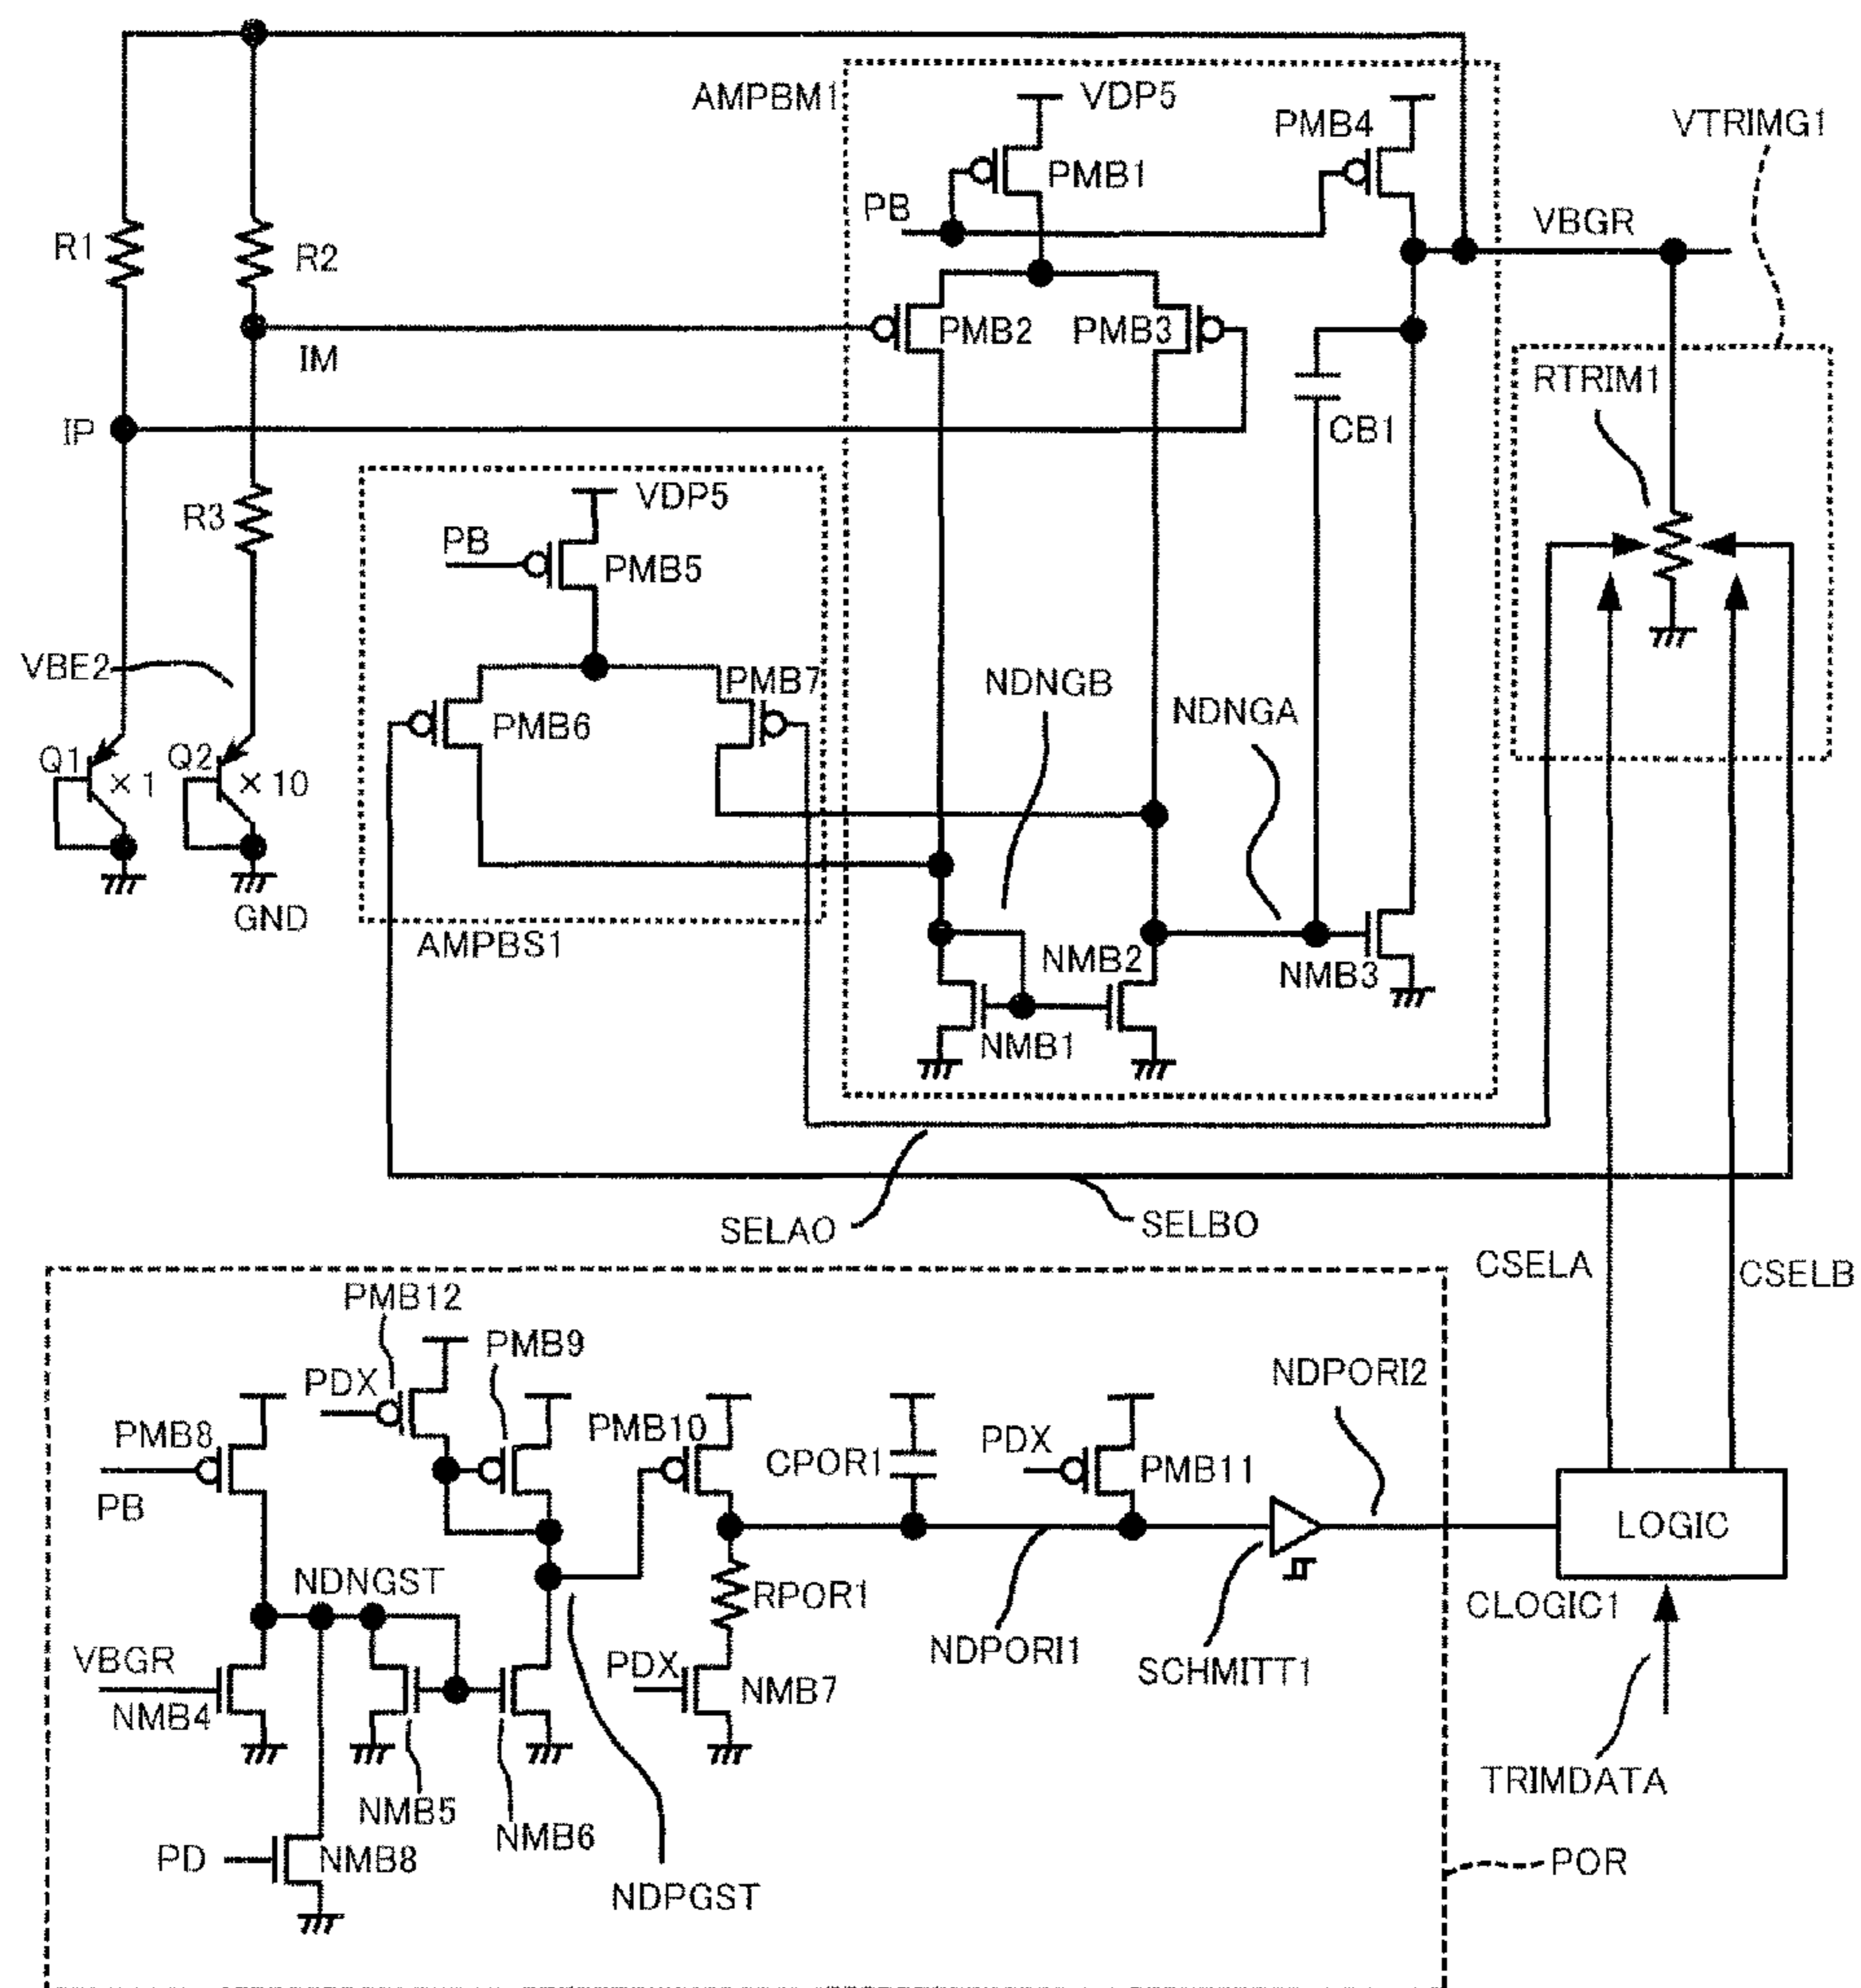 AMPBM1
VDP5
PMB4
VTRIMG1
PMB1
PB
VBGR
R1
R2
PMB2
PMB3
IM
RTRIM1
IP
CB1
VDP5
R3
PB
PMB5
VBE2
NDNGB
PMB7
NDNGA
PMB6
Q1
×1
Q2
×10
GND
AMPBS1
NMB2
NMB3
NMB1
SELAO
SELBO
CSELA
CSELB
PMB12
PMB9
NDPORI2
PDX
PMB8
PMB10
CPOR1
PDX
PMB11
PB
LOGIC
NDNGST
RPOR1
CLOGIC1
NDPORI1
VBGR
PDX
SCHMITT1
NMB4
NMB7
TRIMDATA
NMB5
NMB6
PD
NMB8
POR
NDPGST